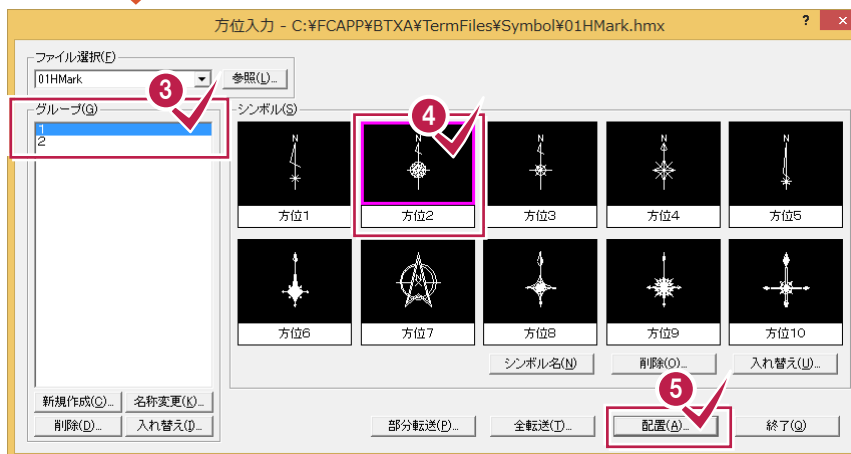 方位入力 - C:¥FCAPP¥BTXA¥TermFiles¥Symbol¥01HMark.hmx
? ×
ファイル選択(F)
01HMark
参照(L)...
3
グループ(G)
1
2
シンボル(S)
4
N
N
N
N
N
方位1
方位2
方位3
方位4
方位5
方位6
方位7
方位8
方位9
方位10
シンボル名(N)
削除(O)...
入れ替え(U)...
5
新規作成(C)...
名称変更(K)...
削除(D)...
入れ替え(I)...
部分転送(P)...
全転送(T)...
配置(A)...
終了(Q)